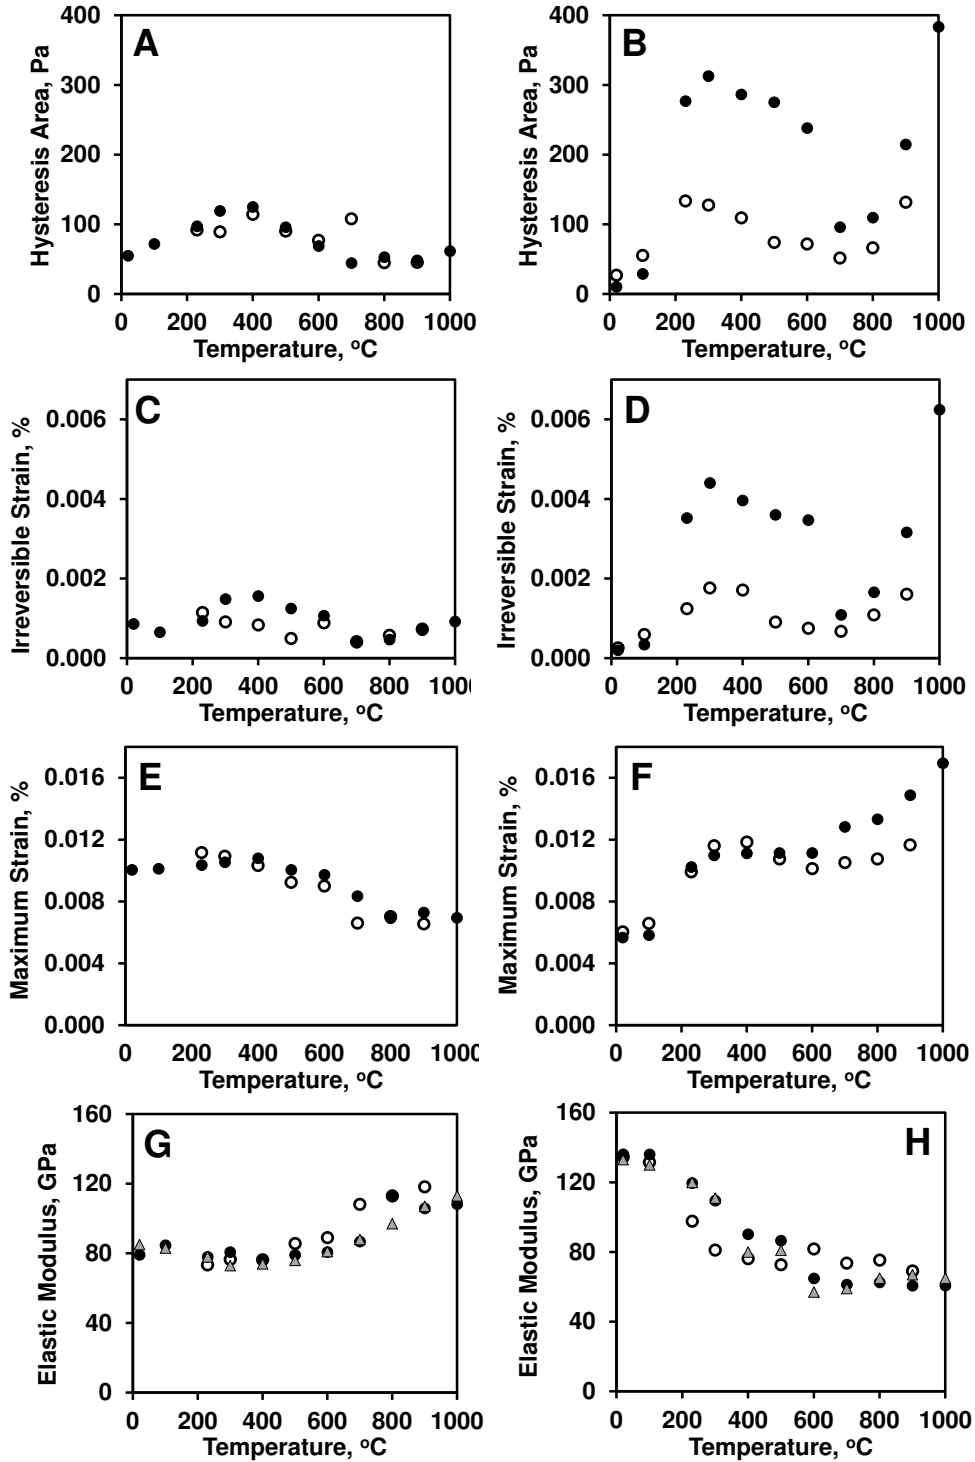 A
Hysteresis Area, Pa
400
300
200
100
0
0 200 400 600 800 1000
Temperature, °C
B
Hysteresis Area, Pa
400
300
200
100
0
0 200 400 600 800 1000
Temperature, °C
C
Irreversible Strain, %
0.006
0.004
0.002
0.000
0 200 400 600 800 100
Temperature, °C
D
Irreversible Strain, %
0.006
0.004
0.002
0.000
0 200 400 600 800 1000
Temperature, °C
E
Maximum Strain, %
0.016
0.012
0.008
0.004
0.000
0 200 400 600 800 1000
Temperature, °C
F
Maximum Strain, %
0.016
0.012
0.008
0.004
0.000
0 200 400 600 800 1000
Temperature, °C
G
Elastic Modulus, GPa
160
120
80
40
0
0 200 400 600 800 1000
Temperature, °C
H
Elastic Modulus, GPa
160
120
80
40
0
0 200 400 600 800 1000
Temperature, °C